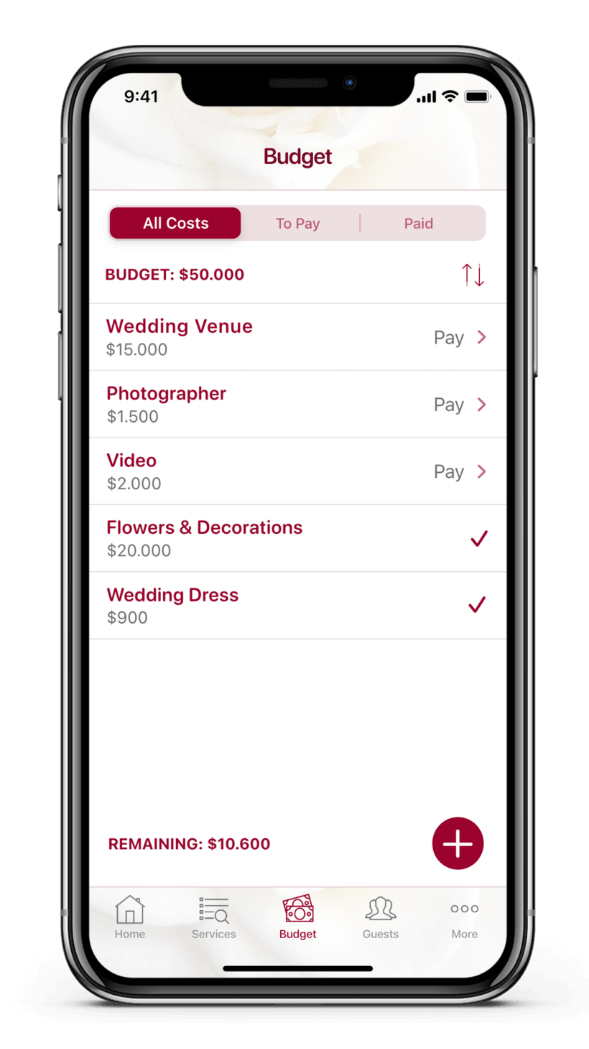 9:41
Budget
All Costs To Pay Paid
BUDGET: $50.000
Wedding Venue
$15.000
Pay
Photographer
$1.500
Pay
Video
$2.000
Pay
Flowers & Decorations
$20.000
Wedding Dress
$900
REMAINING: $10.600
Home Services Budget Guests More